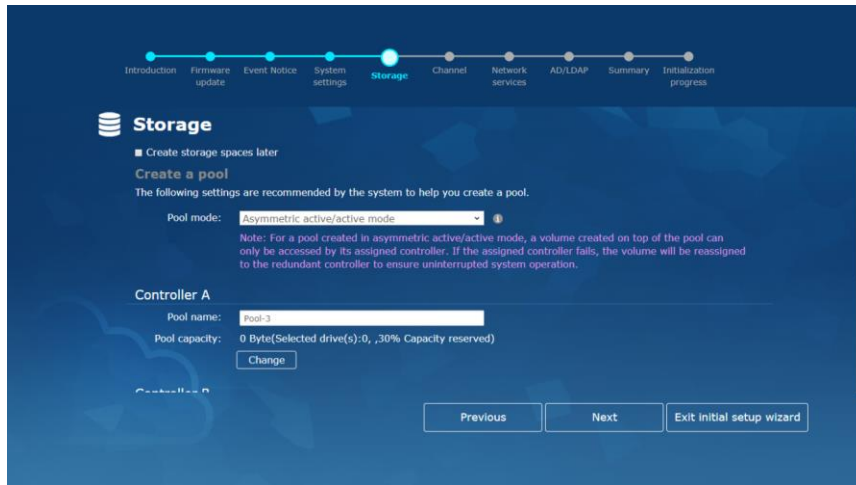 Introduction
Firmware
update
Event Notice
System
settings
Storage
Channel
Network
services
AD/LDAP
Summary
Initialization
progress
Storage
Create storage spaces later
Create a pool
The following settings are recommended by the system to help you create a pool.
Pool mode: Asymmetric active/active mode
Note: For a pool created in asymmetric active/active mode, a volume created on top of the pool can
only be accessed by its assigned controller. If the assigned controller fails, the volume will be reassigned
to the redundant controller to ensure uninterrupted system operation.
Controller A
Pool name: Pool-3
Pool capacity: 0 Byte(Selected drive(s):0, ,30% Capacity reserved)
Change
Controller B
Previous Next Exit initial setup wizard